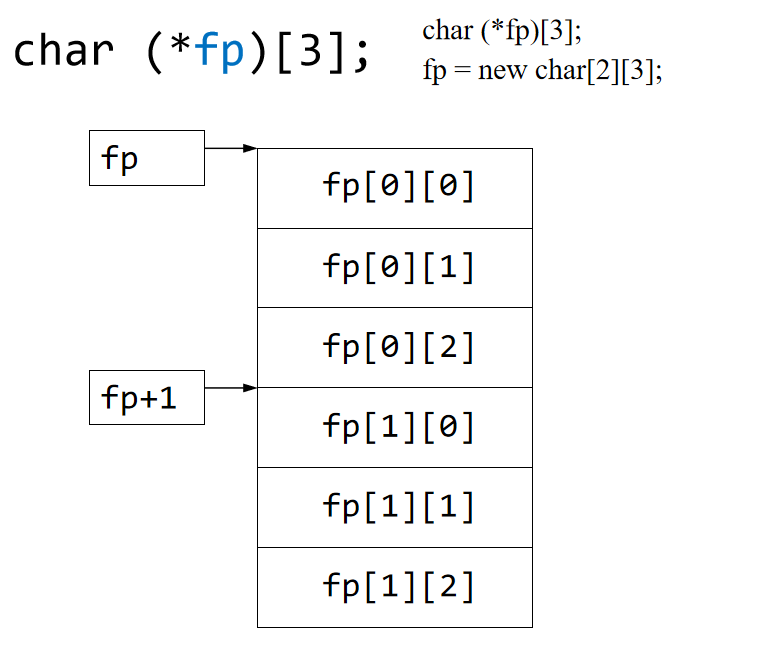 char (*fp)[3];
char (*fp)[3];
fp = new char[2][3];
fp
fp[0][0]
fp[0][1]
fp[0][2]
fp+1
fp[1][0]
fp[1][1]
fp[1][2]